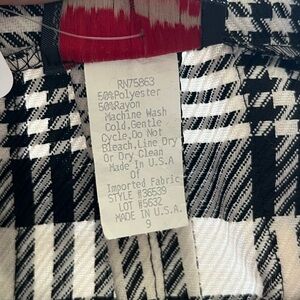 RN75863
50%Polyester
50%Rayon
Machine Wash
Cold,Gentle
Cycle,Do Not
Bleach,Line Dry
Or Dry Clean
Made In U.S.A
Of
Imported Fabric
STYLE #36539
LOT #5632
MADE IN U.S.A.
9